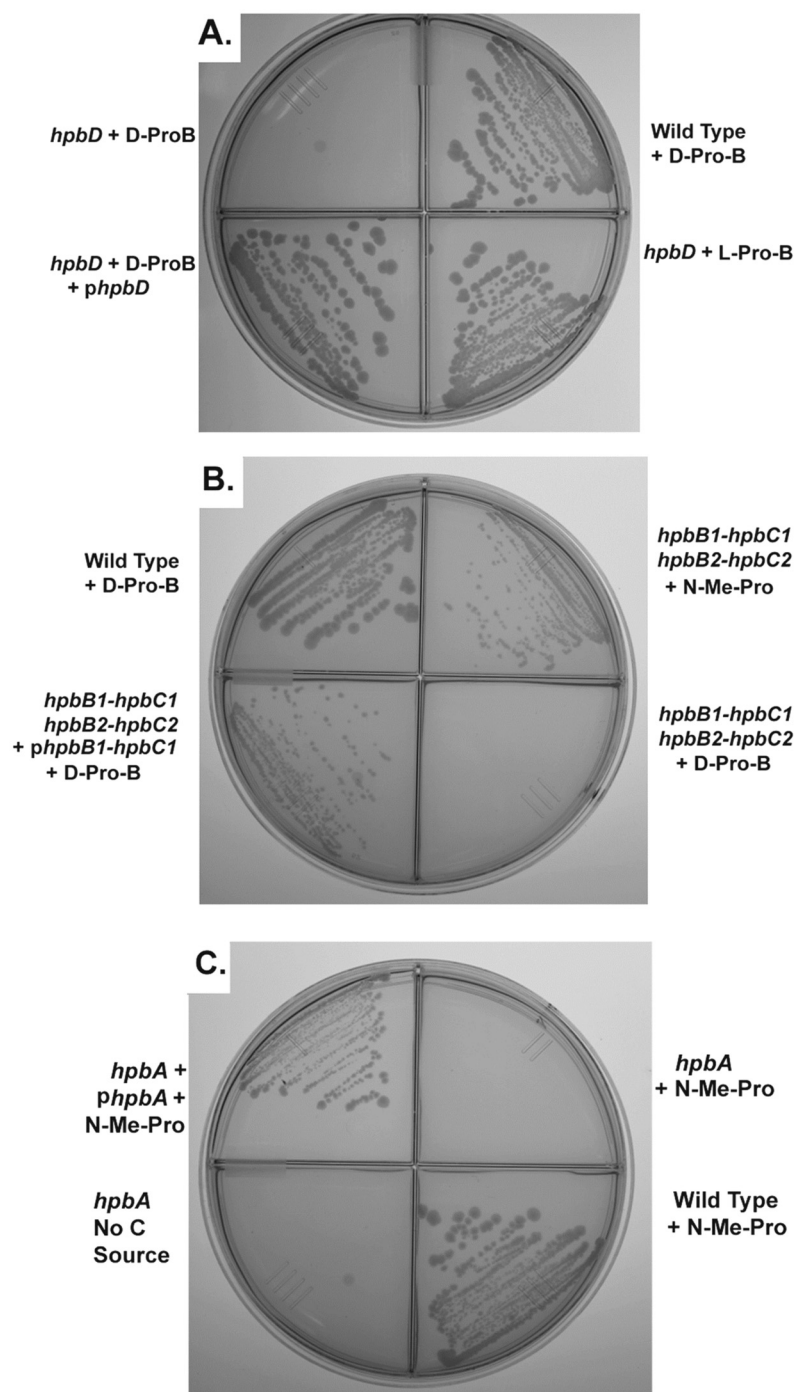 A.
hpbD + D-ProB
Wild Type
+ D-Pro-B
hpbD + D-ProB
+ phpbD
hpbD + L-Pro-B
B.
Wild Type
+ D-Pro-B
hpbB1-hpbC1
hpbB2-hpbC2
+ N-Me-Pro
hpbB1-hpbC1
hpbB2-hpbC2
+ phpbB1-hpbC1
+ D-Pro-B
hpbB1-hpbC1
hpbB2-hpbC2
+ D-Pro-B
C.
hpbA +
phpbA +
N-Me-Pro
hpbA
+ N-Me-Pro
hpbA
No C
Source
Wild Type
+ N-Me-Pro